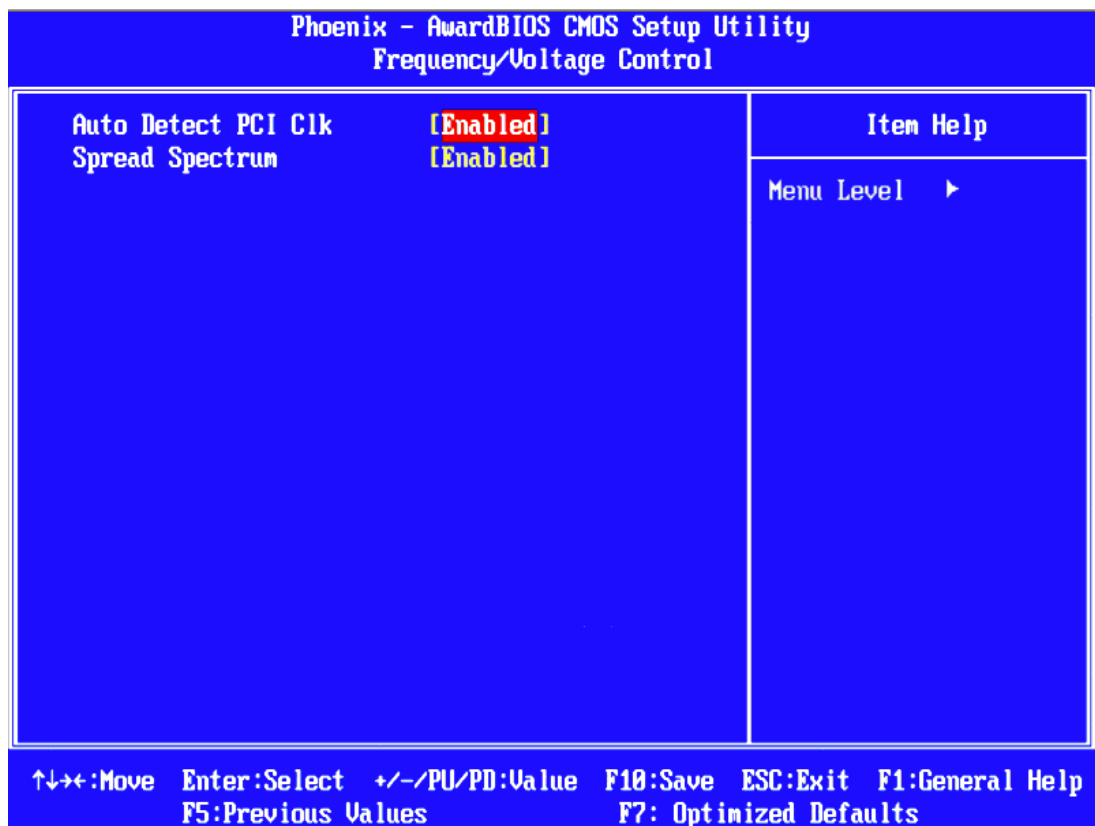 Phoenix - AwardBIOS CMOS Setup Utility
Frequency/Voltage Control
Auto Detect PCI Clk [Enabled]
Spread Spectrum [Enabled]
Item Help
Menu Level ►
↑↓→←:Move Enter:Select +/-/PU/PD:Value F10:Save ESC:Exit F1:General Help
F5:Previous Values F7: Optimized Defaults